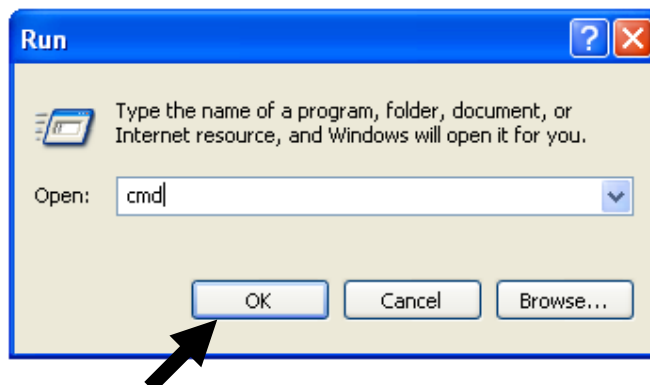 Run
?
Type the name of a program, folder, document, or
Internet resource, and Windows will open it for you.
Open: cmd
OK Cancel Browse...